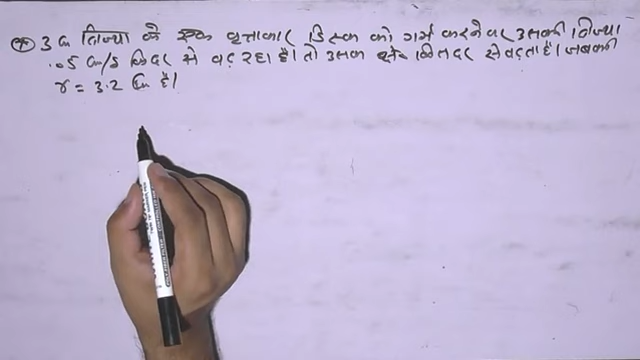 3 cm त्रिज्या के एक वृत्ताकार डिस्क को गर्म करने पर उसकी त्रिज्या
.05 cm/s कि दर से बढ़ रहा है। तो उसका क्षे॰ किस दर से बढ़ता है। जबकी
r = 3.2 cm है।